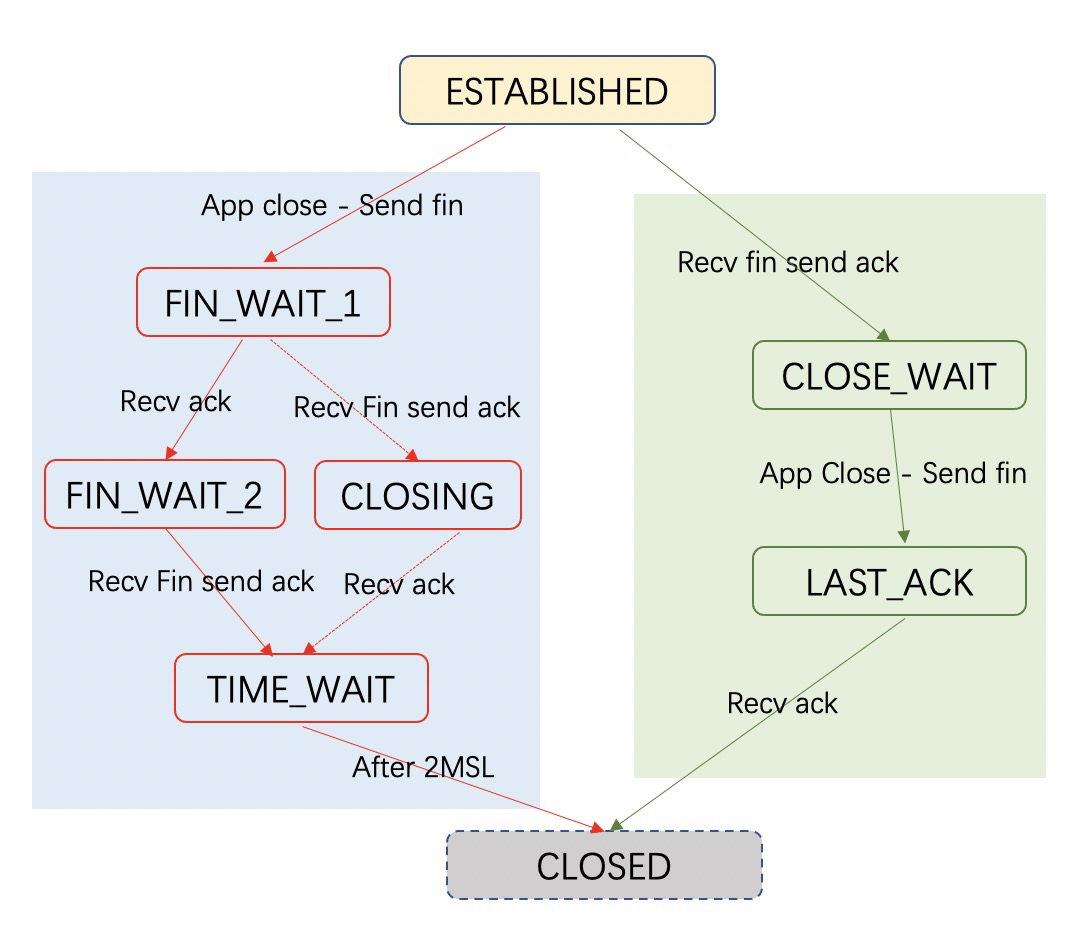 ESTABLISHED
App close - Send fin
Recv fin send ack
FIN_WAIT_1
CLOSE_WAIT
Recv ack
Recv Fin send ack
App Close - Send fin
FIN_WAIT_2
CLOSING
LAST_ACK
Recv Fin send ack
Recv ack
TIME_WAIT
Recv ack
After 2MSL
CLOSED